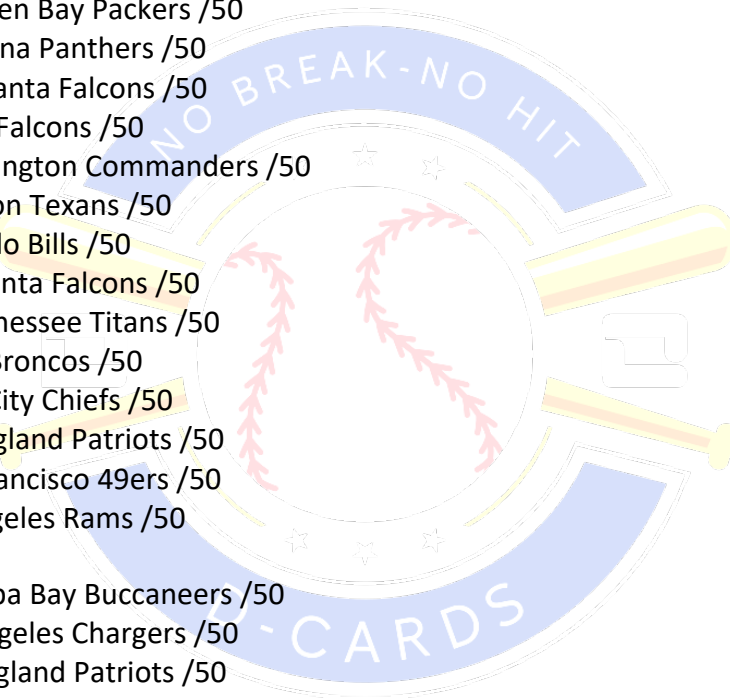 en Bay Packers /50
na Panthers /50
anta Falcons /50
Falcons /50
ngton Commanders /50
on Texans /50
lo Bills /50
nta Falcons /50
nessee Titans /50
Broncos /50
City Chiefs /50
gland Patriots /50
ancisco 49ers /50
geles Rams /50
pa Bay Buccaneers /50
geles Chargers /50
gland Patriots /50
NO BREAK-NO HIT
D-CARDS